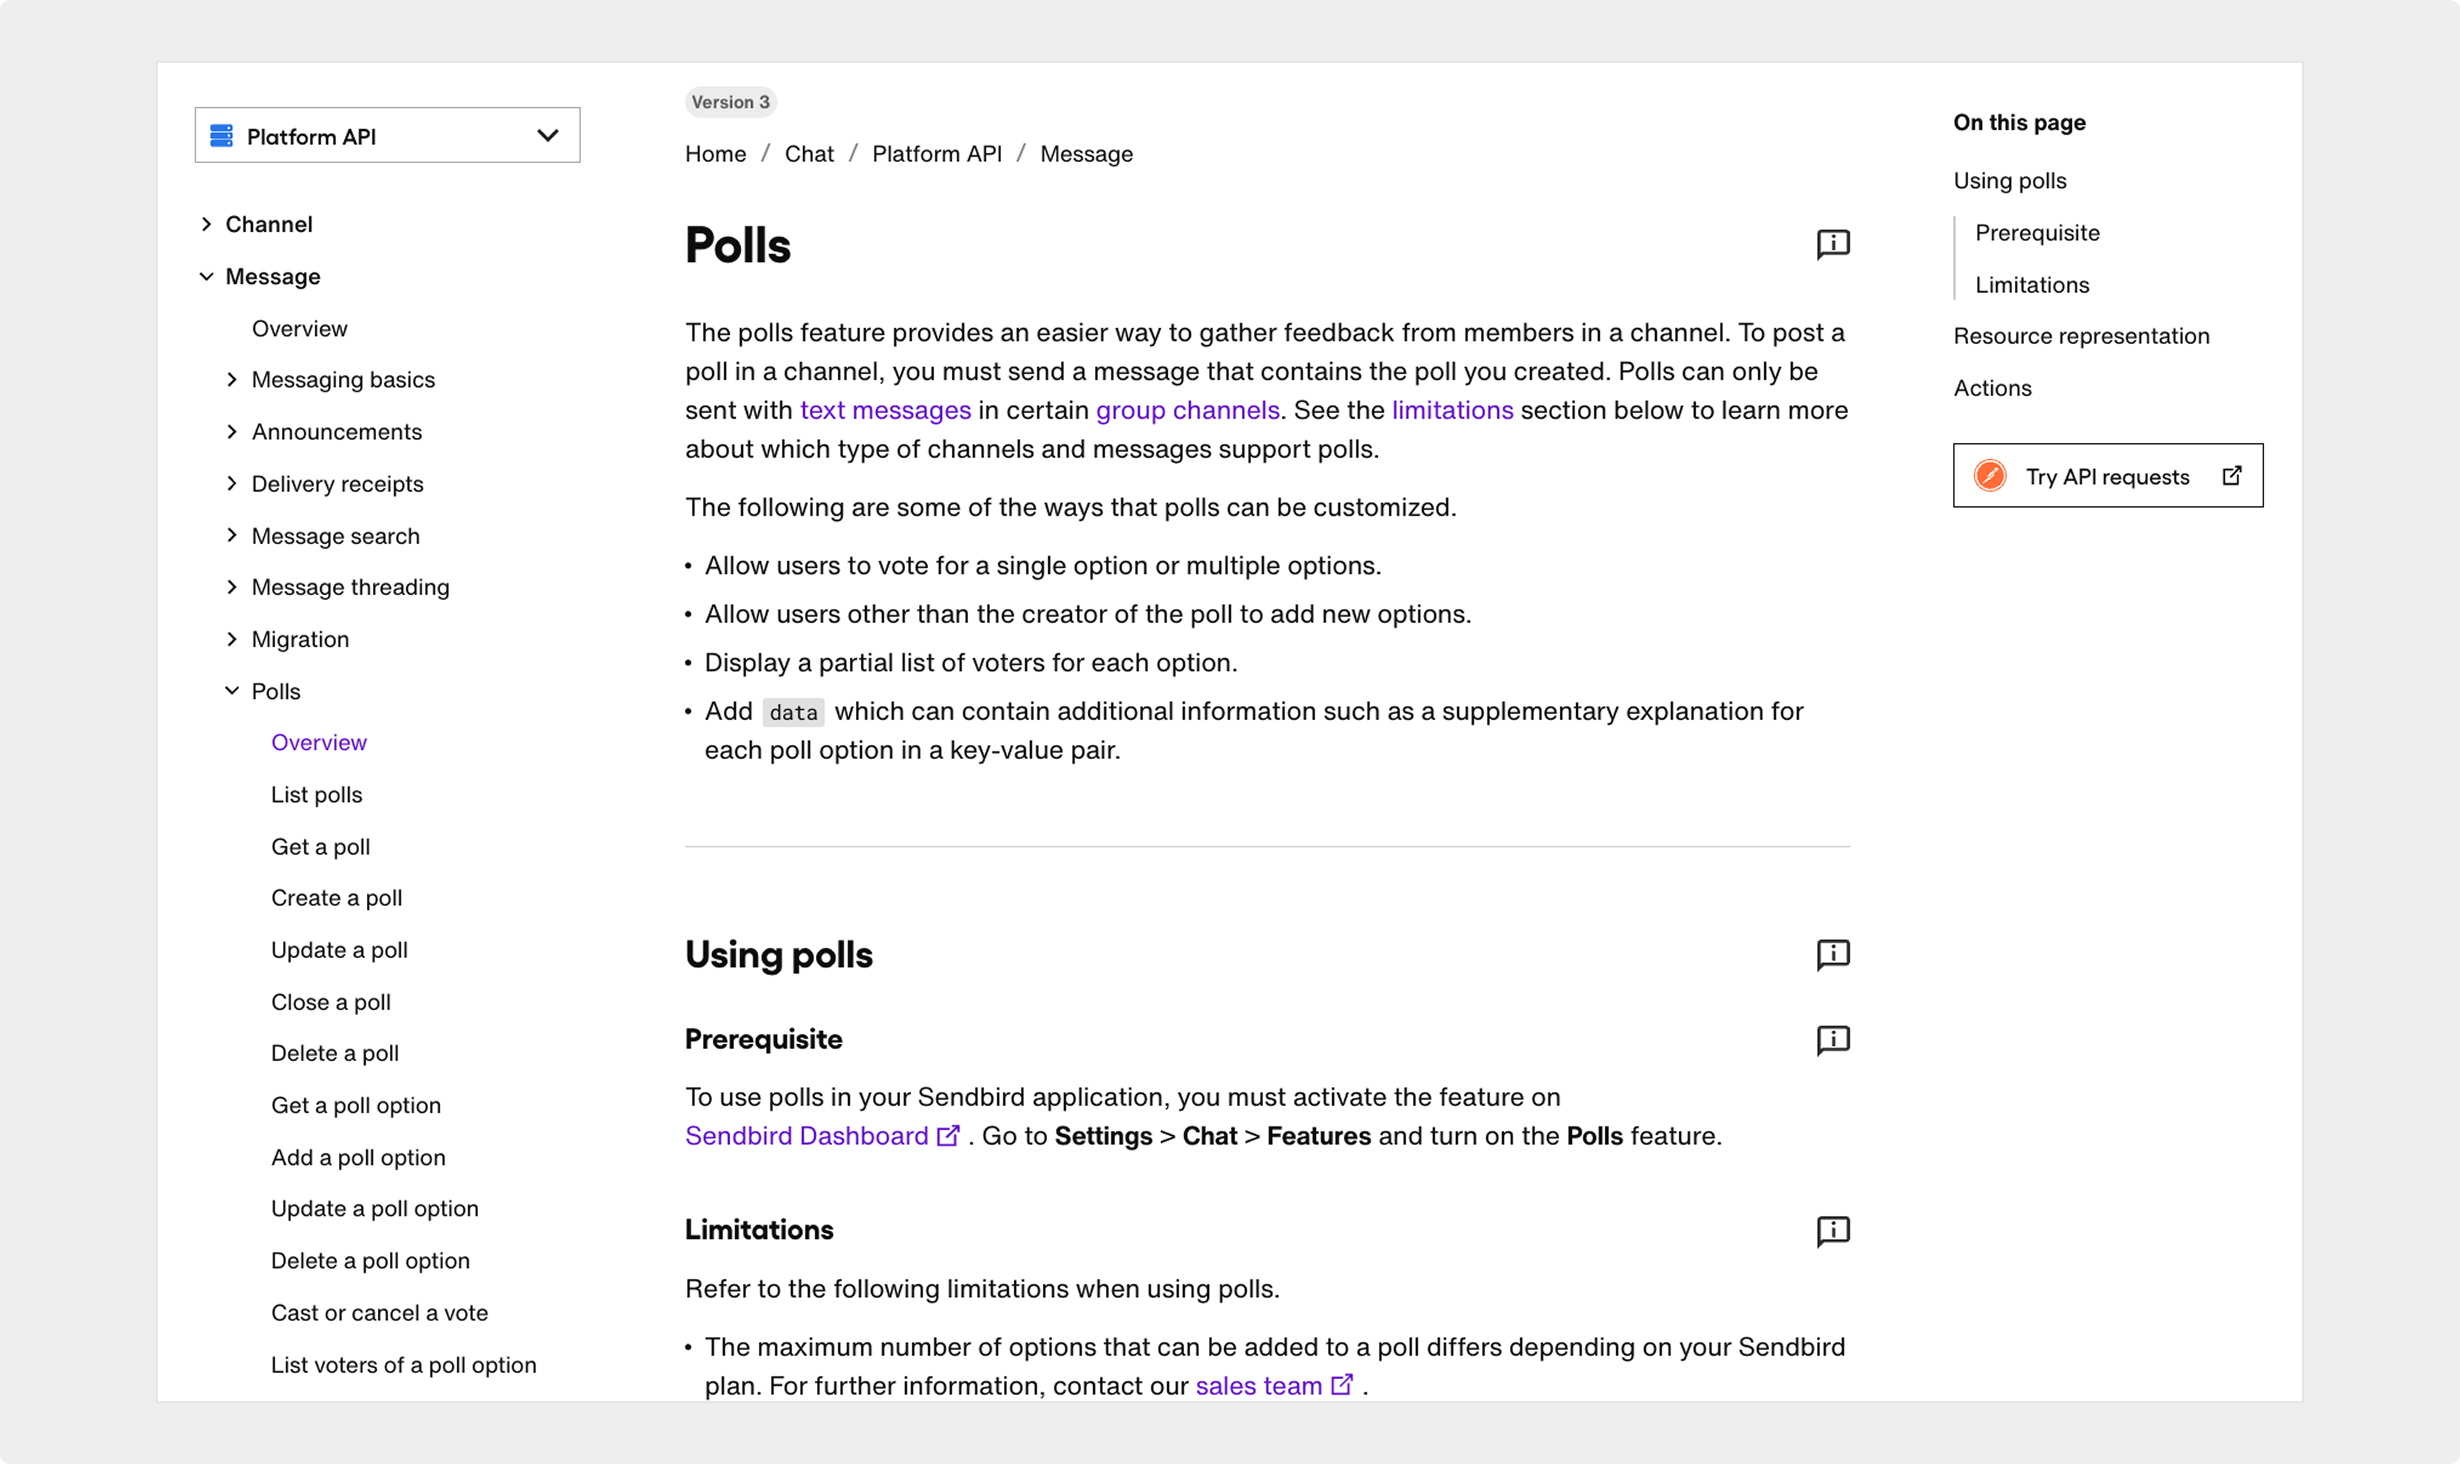 Platform API
Channel
Message
Overview
Messaging basics
Announcements
Delivery receipts
Message search
Message threading
Migration
Polls
Overview
List polls
Get a poll
Create a poll
Update a poll
Close a poll
Delete a poll
Get a poll option
Add a poll option
Update a poll option
Delete a poll option
Cast or cancel a vote
List voters of a poll option
Version 3
Home / Chat / Platform API / Message
Polls
The polls feature provides an easier way to gather feedback from members in a channel. To post a
poll in a channel, you must send a message that contains the poll you created. Polls can only be
sent with text messages in certain group channels. See the limitations section below to learn more
about which type of channels and messages support polls.
The following are some of the ways that polls can be customized.
• Allow users to vote for a single option or multiple options.
• Allow users other than the creator of the poll to add new options.
• Display a partial list of voters for each option.
• Add data which can contain additional information such as a supplementary explanation for
each poll option in a key-value pair.
Using polls
Prerequisite
To use polls in your Sendbird application, you must activate the feature on
Sendbird Dashboard . Go to Settings > Chat > Features and turn on the Polls feature.
Limitations
Refer to the following limitations when using polls.
• The maximum number of options that can be added to a poll differs depending on your Sendbird
plan. For further information, contact our sales team .
On this page
Using polls
Prerequisite
Limitations
Resource representation
Actions
Try API requests